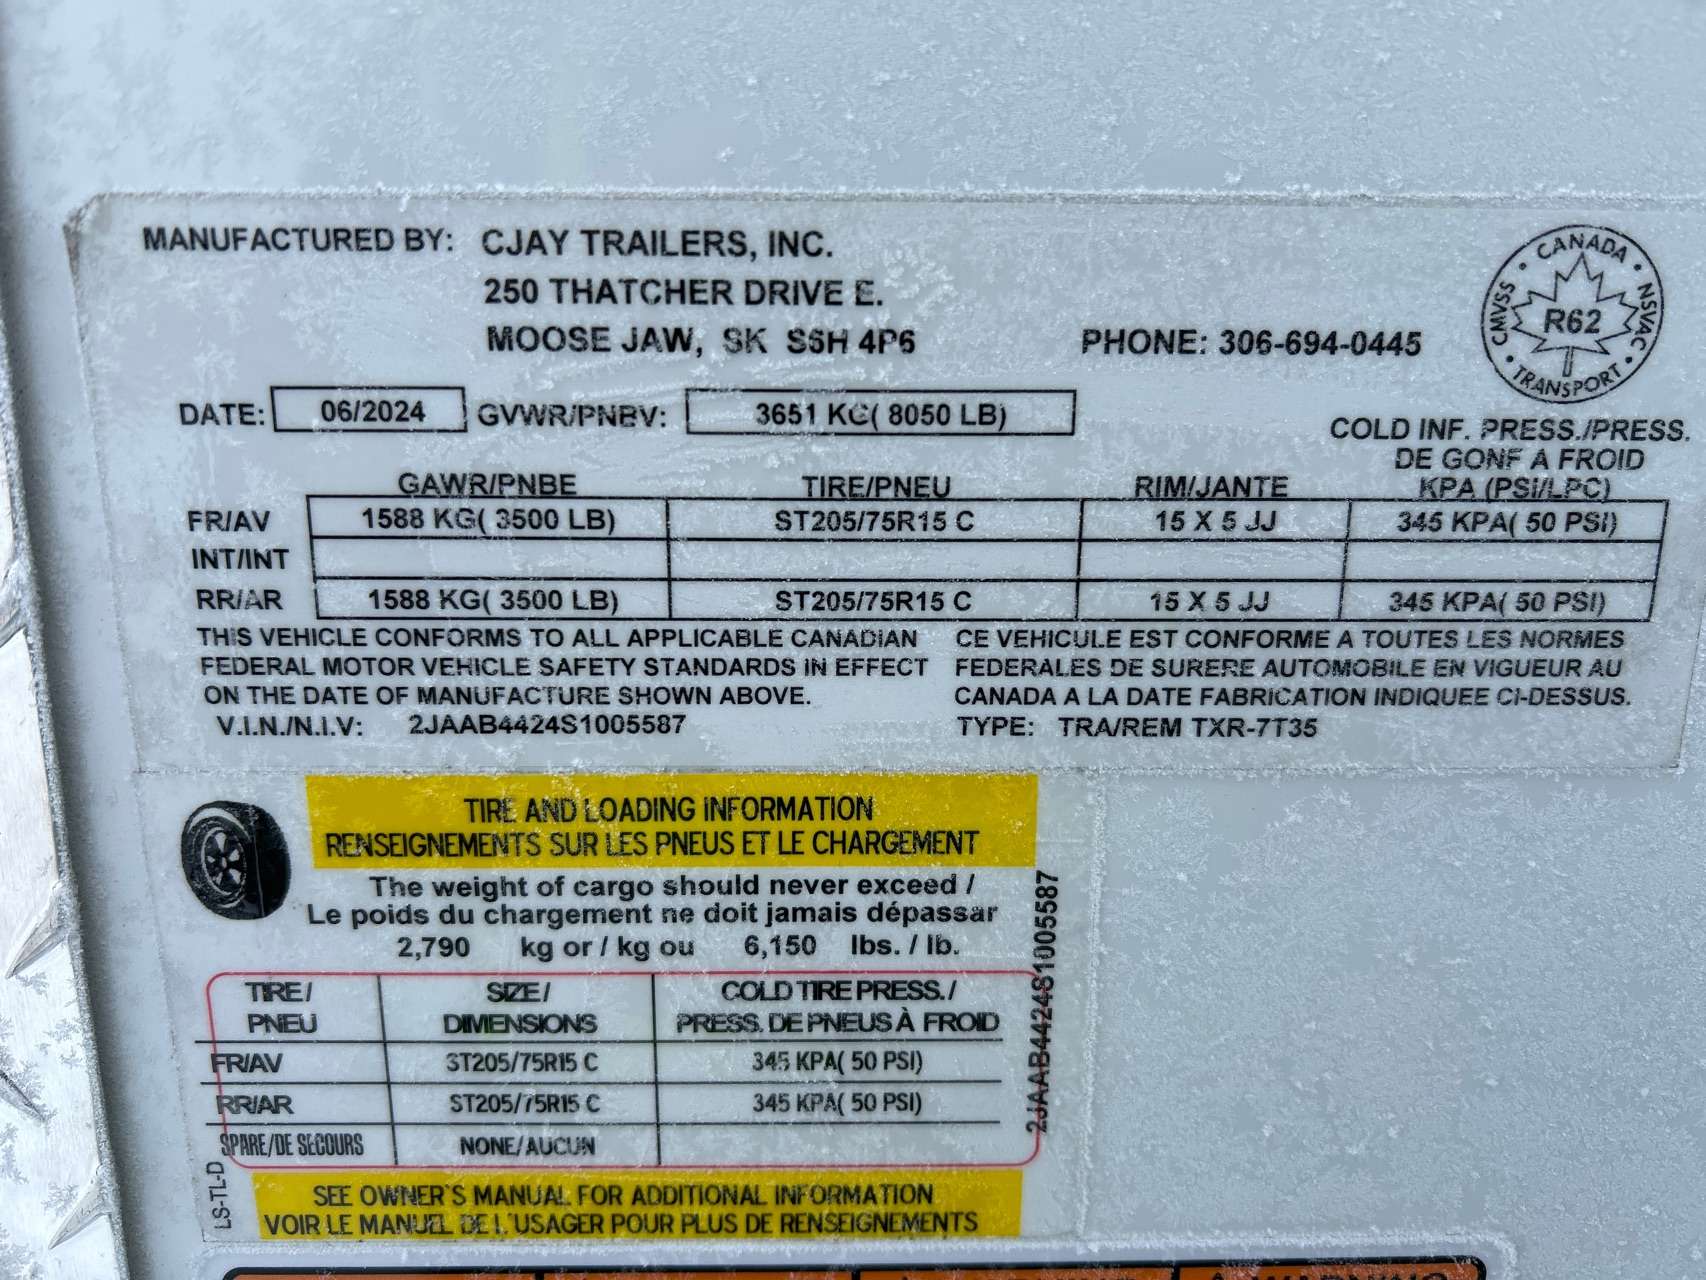 MANUFACTURED BY: CJAY TRAILERS, INC.
250 THATCHER DRIVE E.
MOOSE JAW, SK S6H 4P6 PHONE: 306-694-0445
CANADA • NSVAC • TRANSPORT • CMVSS •
R62
DATE: 06/2024 GVWR/PNBV: 3651 KG( 8050 LB)
COLD INF. PRESS./PRESS.
DE GONF A FROID
GAWR/PNBE TIRE/PNEU RIM/JANTE KPA (PSI/LPC)
FR/AV 1588 KG( 3500 LB) ST205/75R15 C 15 X 5 JJ 345 KPA( 50 PSI)
INT/INT
RR/AR 1588 KG( 3500 LB) ST205/75R15 C 15 X 5 JJ 345 KPA( 50 PSI)
THIS VEHICLE CONFORMS TO ALL APPLICABLE CANADIAN
FEDERAL MOTOR VEHICLE SAFETY STANDARDS IN EFFECT
ON THE DATE OF MANUFACTURE SHOWN ABOVE.
CE VEHICULE EST CONFORME A TOUTES LES NORMES
FEDERALES DE SURERE AUTOMOBILE EN VIGUEUR AU
CANADA A LA DATE FABRICATION INDIQUEE CI-DESSUS.
V.I.N./N.I.V: 2JAAB4424S1005587 TYPE: TRA/REM TXR-7T35
TIRE AND LOADING INFORMATION
RENSEIGNEMENTS SUR LES PNEUS ET LE CHARGEMENT
The weight of cargo should never exceed /
Le poids du chargement ne doit jamais dépassar
2,790 kg or / kg ou 6,150 lbs. / lb.
TIRE / SIZE / COLD TIRE PRESS. /
PNEU DIMENSIONS PRESS. DE PNEUS À FROID
FR/AV ST205/75R15 C 345 KPA( 50 PSI)
RR/AR ST205/75R15 C 345 KPA( 50 PSI)
SPARE/DE SECOURS NONE/AUCUN
2JAAB4424S1005587
LS-TL-D
SEE OWNER'S MANUAL FOR ADDITIONAL INFORMATION
VOIR LE MANUEL DE L'USAGER POUR PLUS DE RENSEIGNEMENTS
WARNING